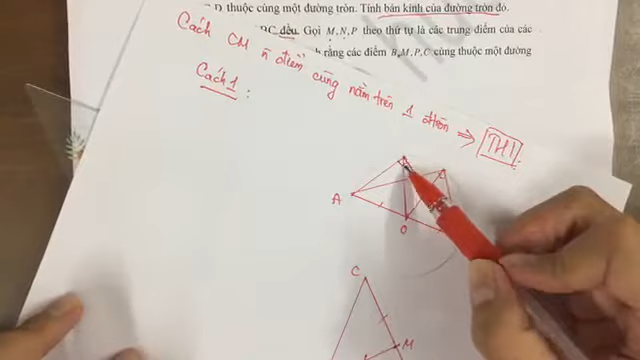 thuộc cùng một đường tròn. Tính bán kính của đường tròn đó.
đều. Gọi M, N, P theo thứ tự là các trung điểm của các
rằng các điểm B, M, P, C cùng thuộc một đường
Cách CM n điểm cùng nằm trên 1 đtròn ⇒ TH1
Cách 1 :
A
O
C
M